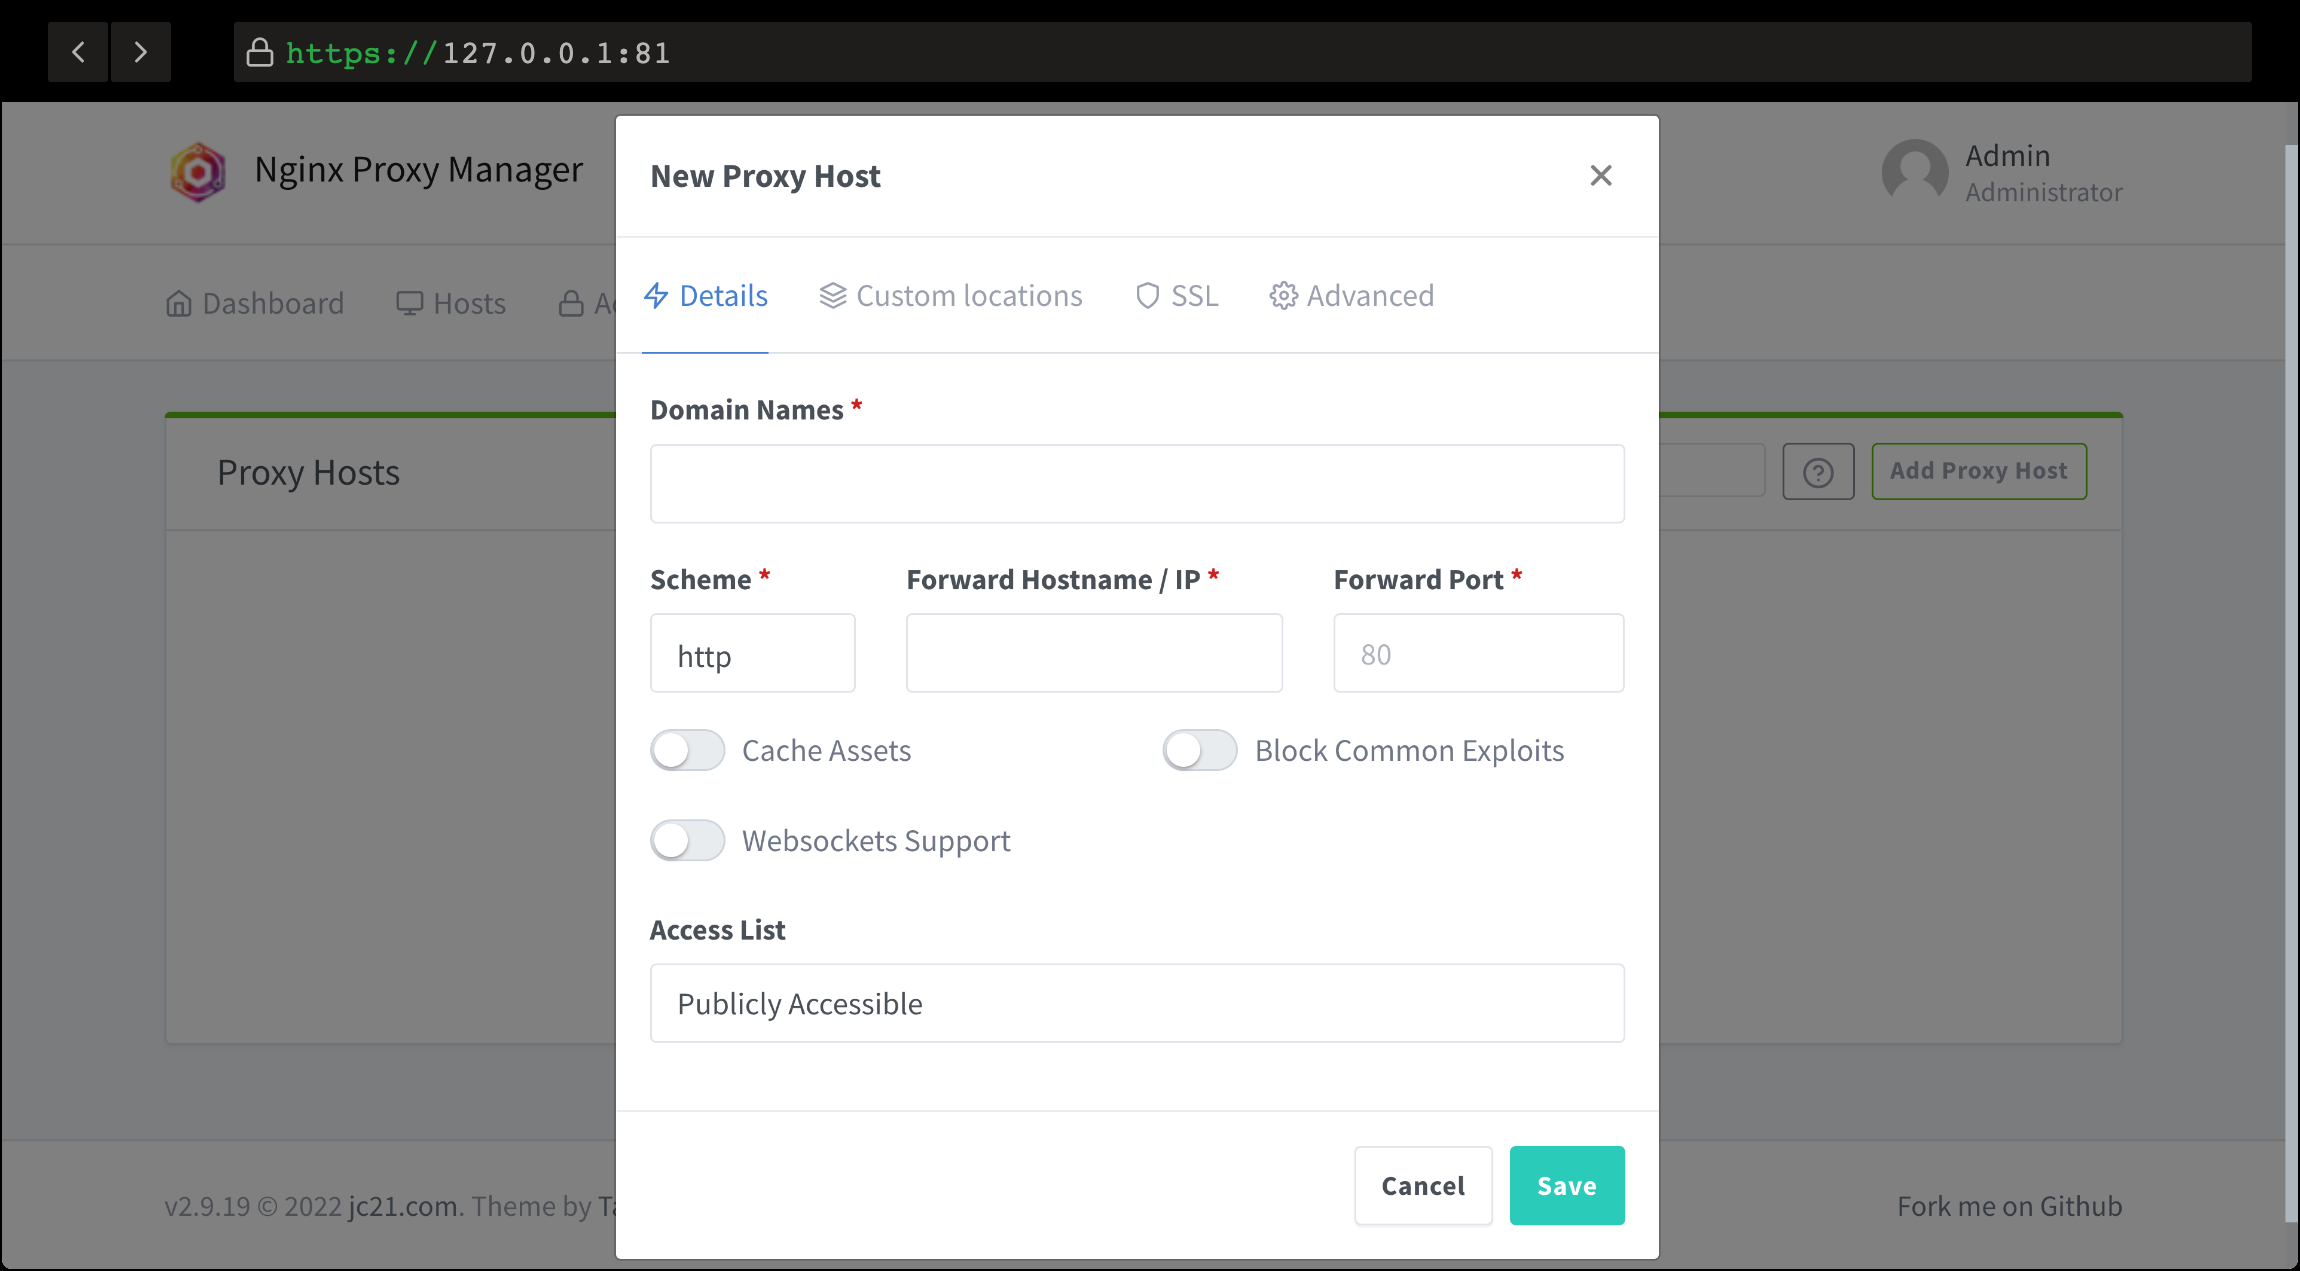 https://127.0.0.1:81
Nginx Proxy Manager
Admin
Administrator
Dashboard
Hosts
New Proxy Host
Details
Custom locations
SSL
Advanced
Proxy Hosts
Add Proxy Host
Domain Names *
Scheme *
Forward Hostname / IP *
Forward Port *
http
80
Cache Assets
Block Common Exploits
Websockets Support
Access List
Publicly Accessible
Cancel
Save
v2.9.19 © 2022 jc21.com. Theme by
Fork me on Github